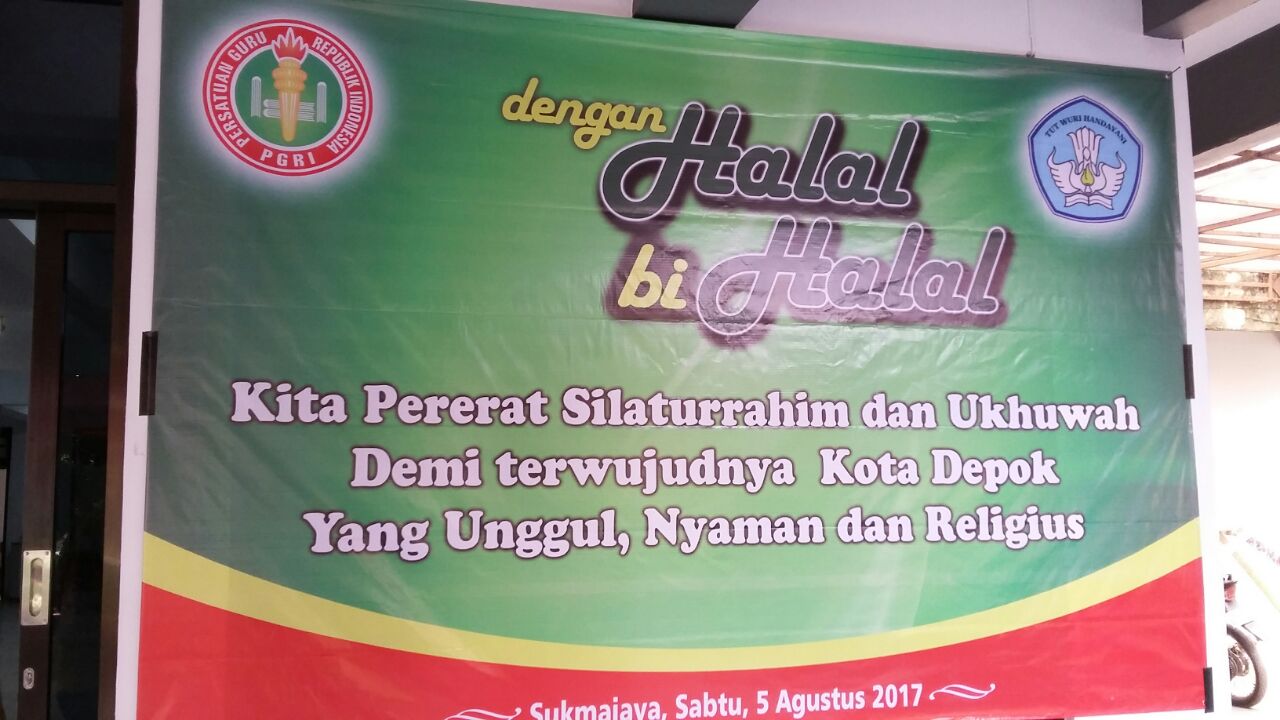 PERSATUAN GURU REPUBLIK INDONESIA
PGRI
TUT WURI HANDAYANI
dengan
Halal
bi Halal
Kita Pererat Silaturrahim dan Ukhuwah
Demi terwujudnya Kota Depok
Yang Unggul, Nyaman dan Religius
Sukmajaya, Sabtu, 5 Agustus 2017